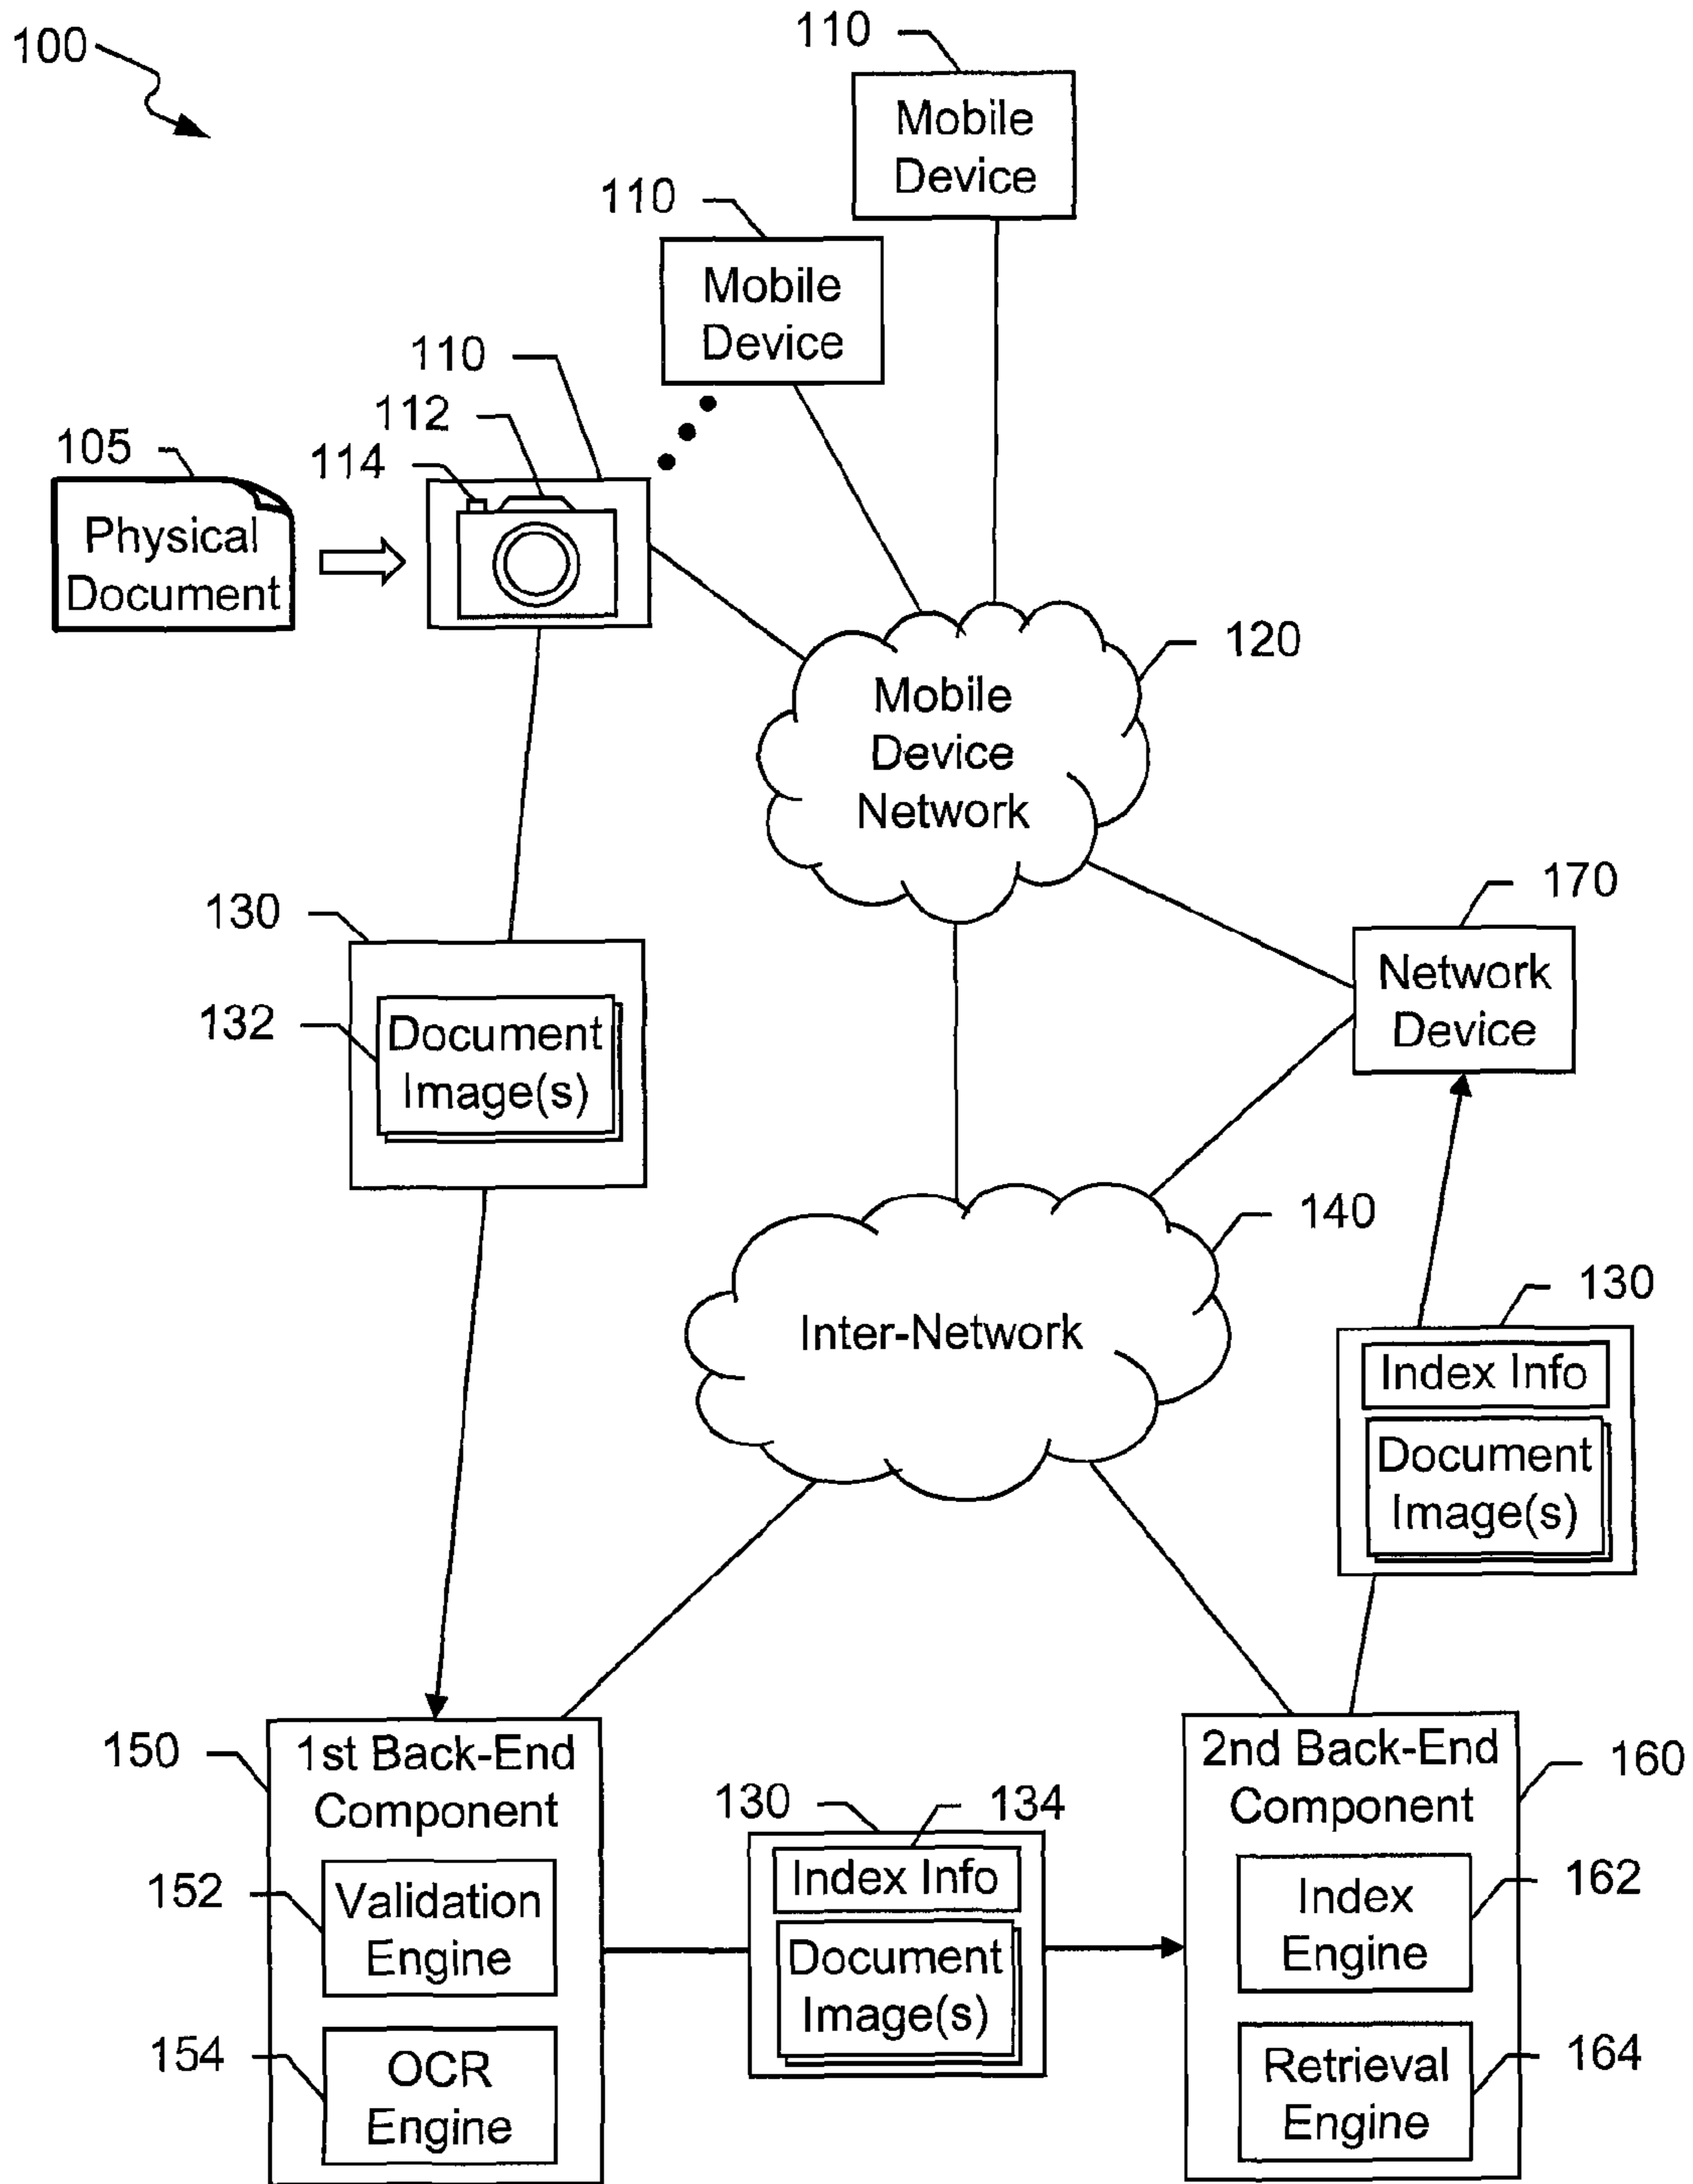 100
110
Mobile
Device
110
Mobile
Device
110
112
114
105
Physical
Document
120
Mobile
Device
Network
130
132
Document
Image(s)
170
Network
Device
140
Inter-Network
130
Index Info
Document
Image(s)
150
1st Back-End
Component
152
Validation
Engine
154
OCR
Engine
130
134
Index Info
Document
Image(s)
2nd Back-End
Component
160
Index
Engine
162
Retrieval
Engine
164